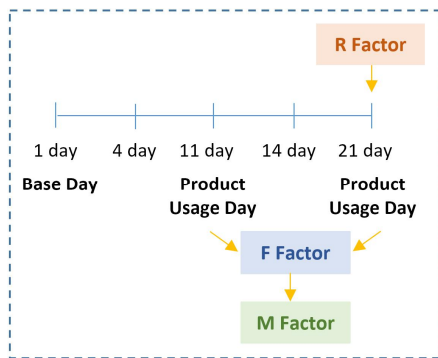 R Factor
1 day 4 day 11 day 14 day 21 day
Base Day Product Product
Usage Day Usage Day
F Factor
M Factor